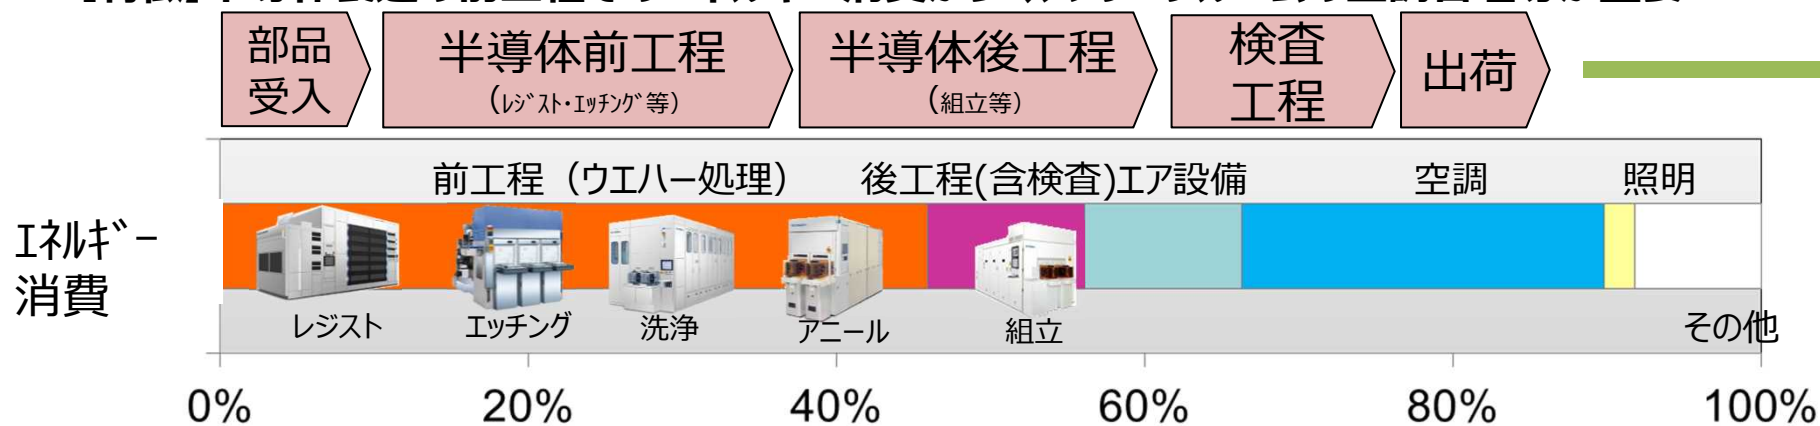 部品
受入
半導体前工程
(ﾚｼﾞｽﾄ・ｴｯﾁﾝｸﾞ等)
半導体後工程
(組立等)
検査
工程
出荷
前工程（ウエハー処理）
後工程(含検査)
エア設備
空調
照明
ｴﾈﾙｷﾞｰ
消費
レジスト
エッチング
洗浄
アニール
組立
その他
0%
20%
40%
60%
80%
100%